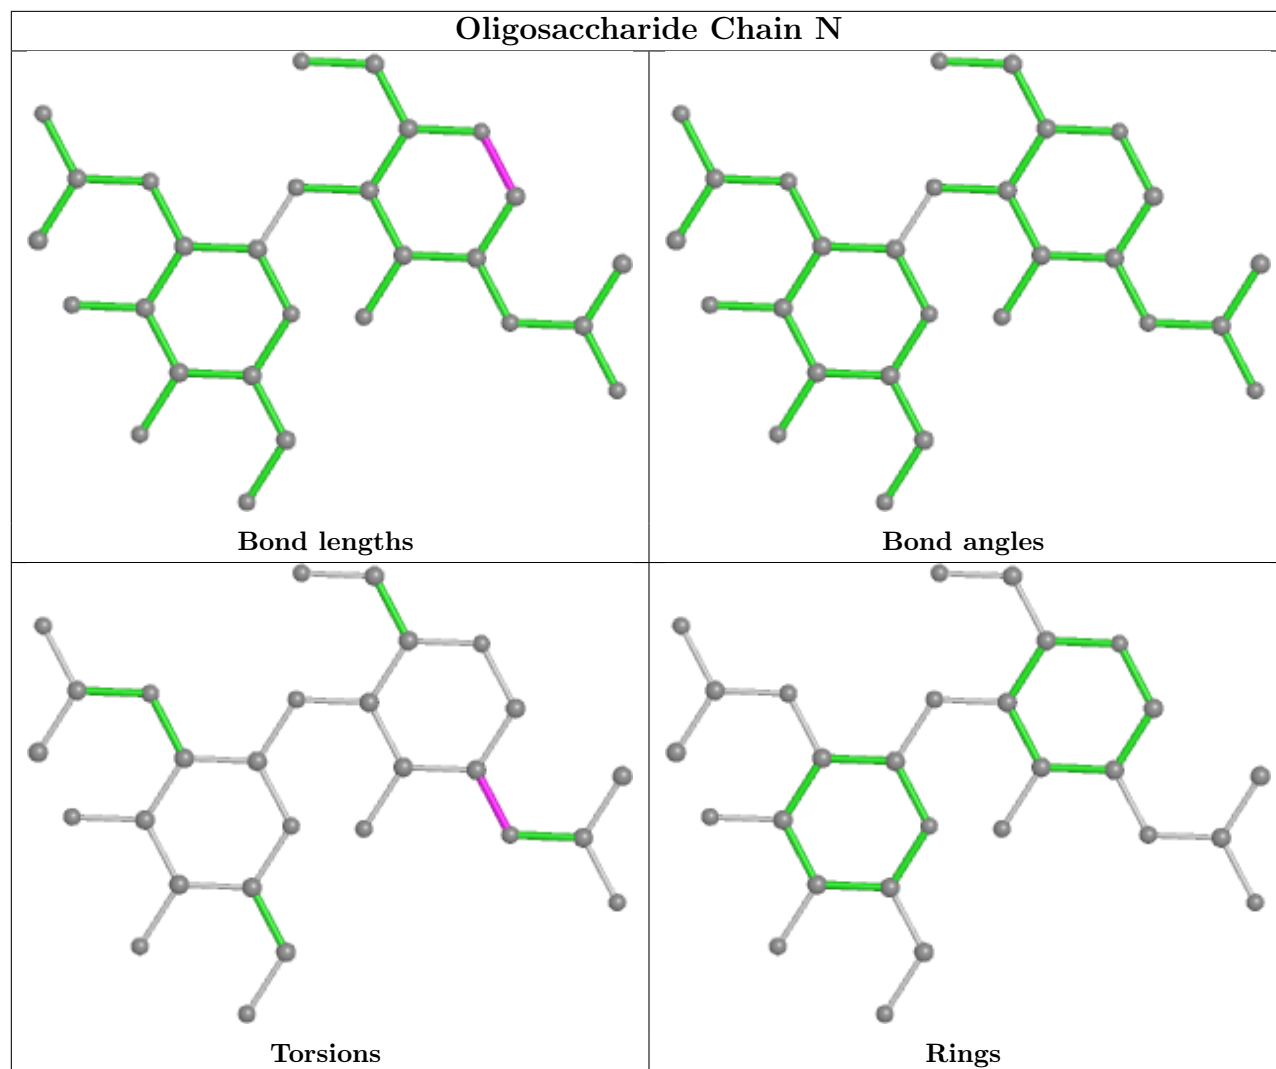 Oligosaccharide Chain N
Bond lengths
Bond angles
Torsions
Rings